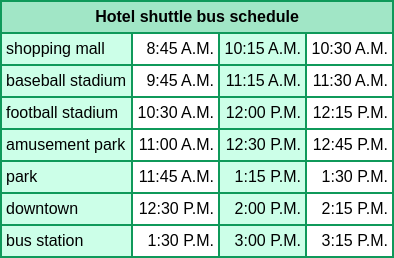 Hotel shuttle bus schedule
shopping mall 8:45 A.M. 10:15 A.M. 10:30 A.M.
baseball stadium 9:45 A.M. 11:15 A.M. 11:30 A.M.
football stadium 10:30 A.M. 12:00 P.M. 12:15 P.M.
amusement park 11:00 A.M. 12:30 P.M. 12:45 P.M.
park 11:45 A.M. 1:15 P.M. 1:30 P.M.
downtown 12:30 P.M. 2:00 P.M. 2:15 P.M.
bus station 1:30 P.M. 3:00 P.M. 3:15 P.M.